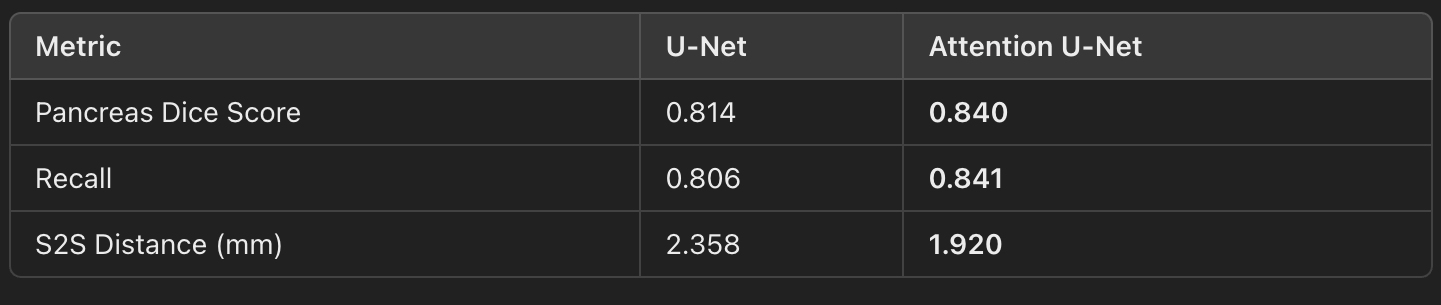 Metric U-Net Attention U-Net
Pancreas Dice Score 0.814 0.840
Recall 0.806 0.841
S2S Distance (mm) 2.358 1.920